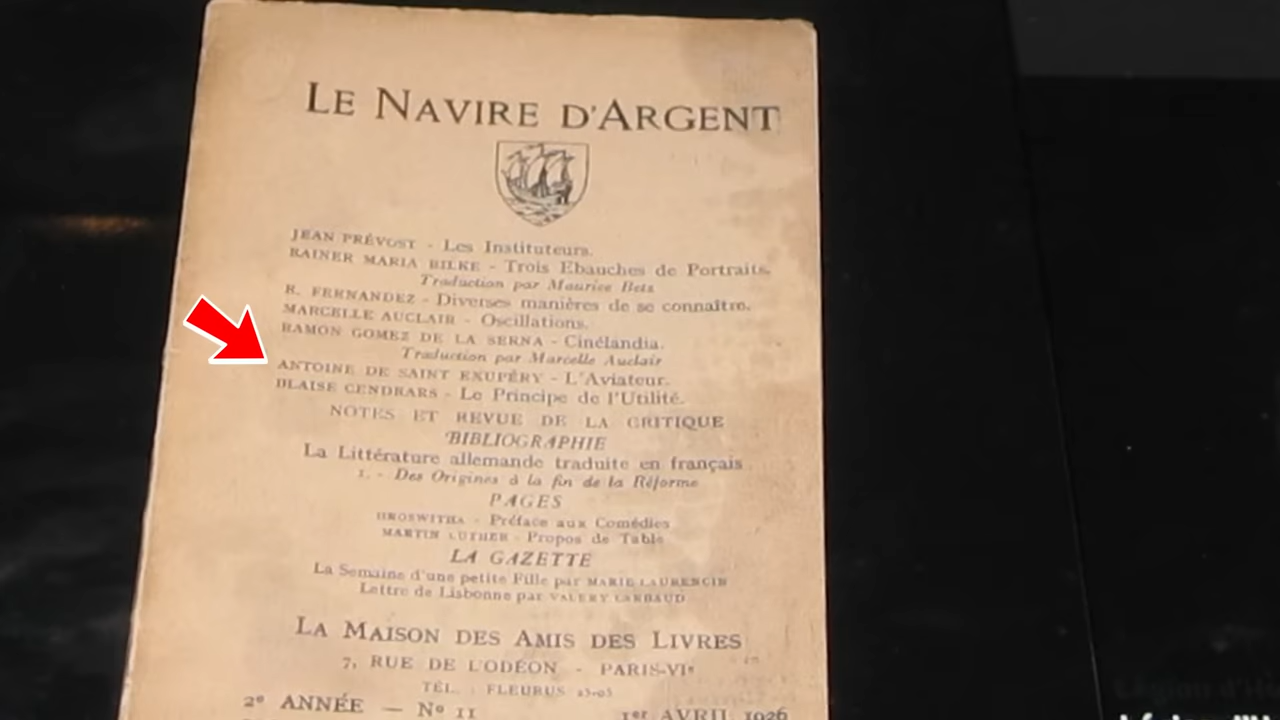 LE NAVIRE D'ARGENT
JEAN PRÉVOST - Les Instituteurs.
RAINER MARIA RILKE - Trois Ebauches de Portraits.
Traduction par Maurice Betz
R. FERNANDEZ - Diverses manières de se connaître.
MARCELLE AUCLAIR - Oscillations.
RAMON GOMEZ DE LA SERNA - Cinélandia.
Traduction par Marcelle Auclair
ANTOINE DE SAINT EXUPÉRY - L'Aviateur.
BLAISE CENDRARS - Le Principe de l'Utilité.
NOTES ET REVUE DE LA CRITIQUE
BIBLIOGRAPHIE
La Littérature allemande traduite en français
1. - Des Origines à la fin de la Réforme
PAGES
HROSWITHA - Préface aux Comédies
MARTIN LUTHER - Propos de Table
LA GAZETTE
La Semaine d'une petite Fille par MARIE LAURENCIN
Lettre de Lisbonne par VALERY LARBAUD
LA MAISON DES AMIS DES LIVRES
7, RUE DE L'ODÉON - PARIS-VIe
TÉL. : FLEURUS 25-05
2e ANNÉE — No 11 1er AVRIL 1926